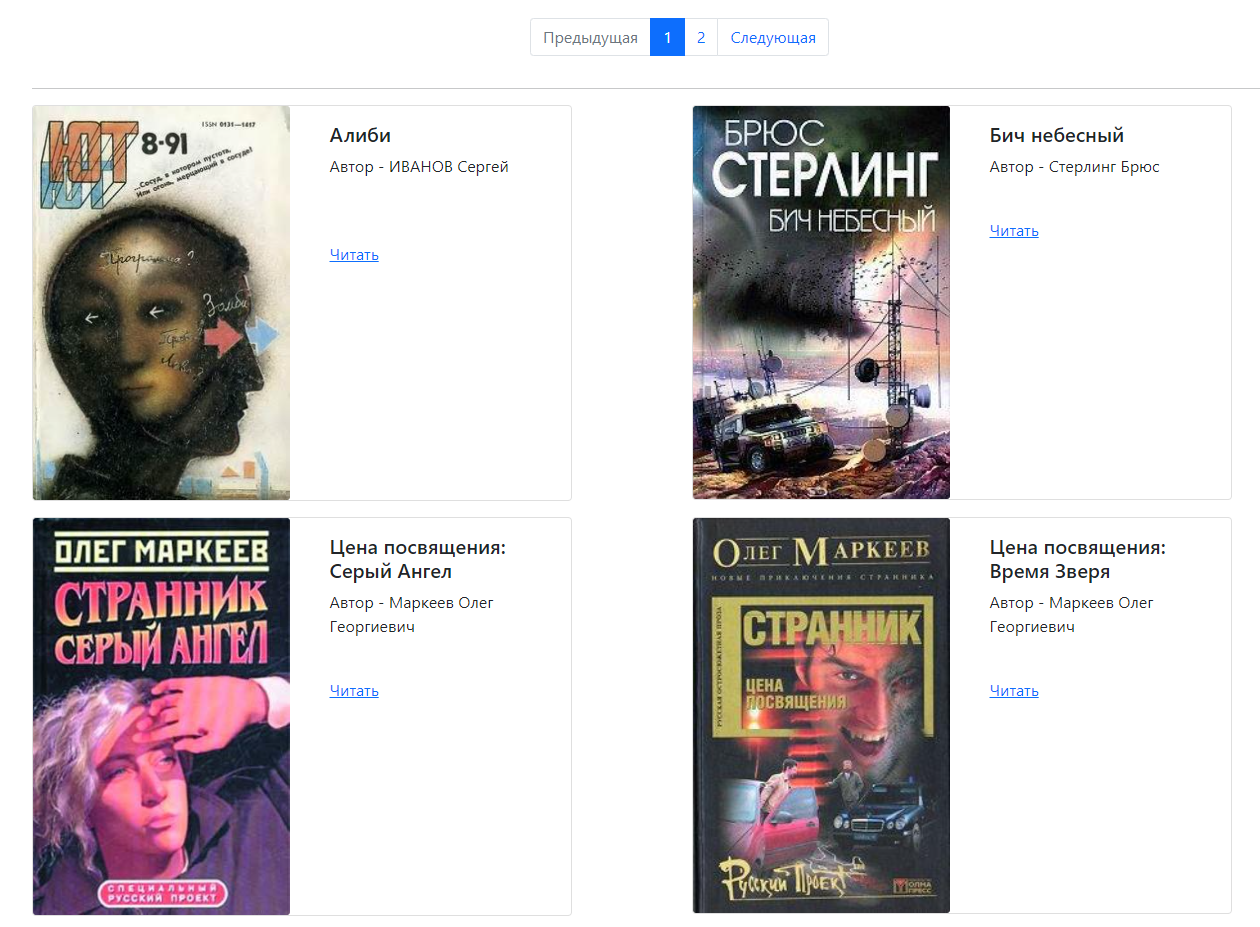 Предыдущая 1 2 Следующая
ЮТ 8-91
ISSN 0131—1417
...Сосуд, в котором пустота,
Или огонь, мерцающий в сосуде?
Программа?
Зомби
Алиби
Автор - ИВАНОВ Сергей
Читать
БРЮС
СТЕРЛИНГ
БИЧ НЕБЕСНЫЙ
Бич небесный
Автор - Стерлинг Брюс
Читать
ОЛЕГ МАРКЕЕВ
СТРАННИК
СЕРЫЙ АНГЕЛ
СПЕЦИАЛЬНЫЙ
РУССКИЙ ПРОЕКТ
Цена посвящения:
Серый Ангел
Автор - Маркеев Олег
Георгиевич
Читать
ОЛЕГ МАРКЕЕВ
НОВЫЕ ПРИКЛЮЧЕНИЯ СТРАННИКА
РУССКАЯ ОСТРОСЮЖЕТНАЯ ПРОЗА
СТРАННИК
ЦЕНА
ПОСВЯЩЕНИЯ
Русский Проект
ОЛМА
ПРЕСС
Цена посвящения:
Время Зверя
Автор - Маркеев Олег
Георгиевич
Читать